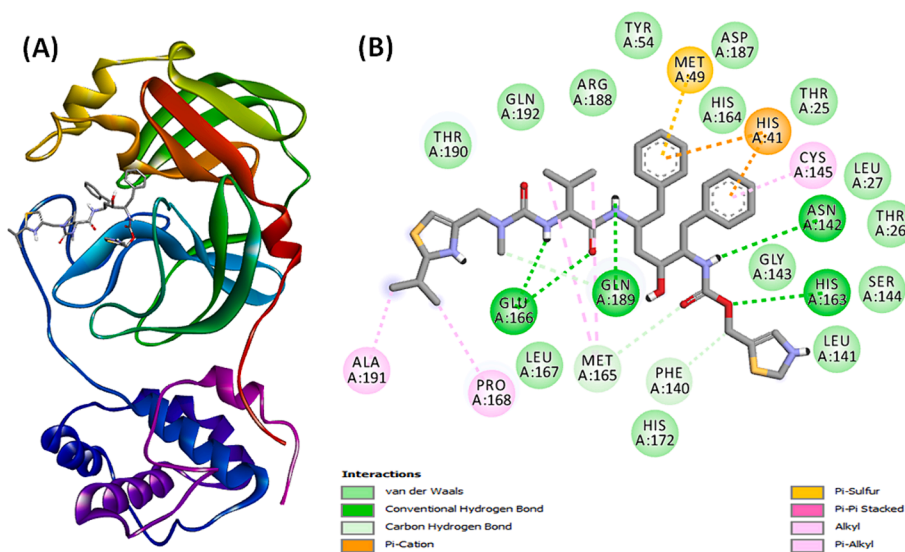 (A)
(B)
TYR
A:54
ASP
A:187
MET
A:49
GLN
A:192
ARG
A:188
HIS
A:164
THR
A:25
THR
A:190
HIS
A:41
CYS
A:145
LEU
A:27
ASN
A:142
THR
A:26
GLY
A:143
SER
A:144
HIS
A:163
GLU
A:166
GLN
A:189
LEU
A:141
ALA
A:191
PRO
A:168
LEU
A:167
MET
A:165
PHE
A:140
HIS
A:172
O
N
H
N
H
N
O
N
H
O
S
N
H
H
O
N
H
O
O
S
N
H
Interactions
van der Waals
Conventional Hydrogen Bond
Carbon Hydrogen Bond
Pi-Cation
Pi-Sulfur
Pi-Pi Stacked
Alkyl
Pi-Alkyl